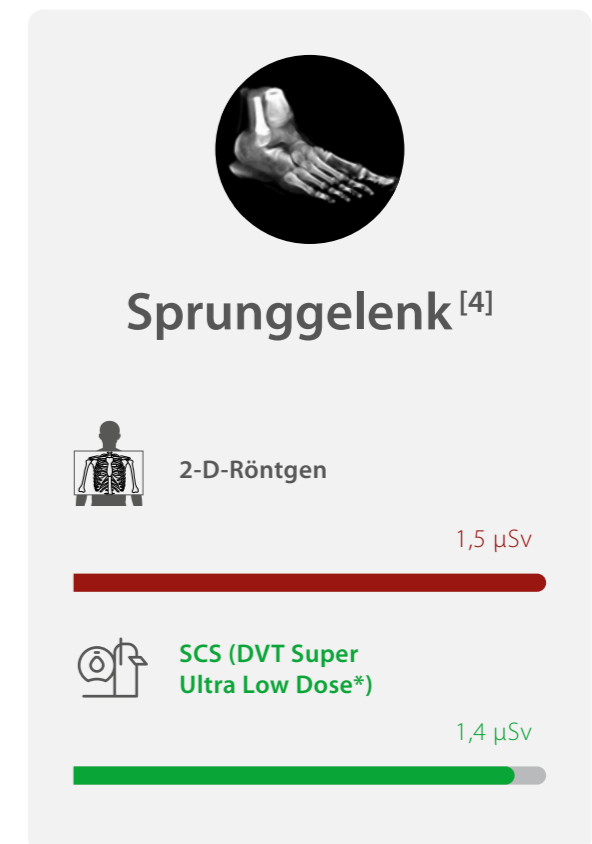 Sprunggelenk [4]
2-D-Röntgen
1,5 µSv
SCS (DVT Super
Ultra Low Dose*)
1,4 µSv